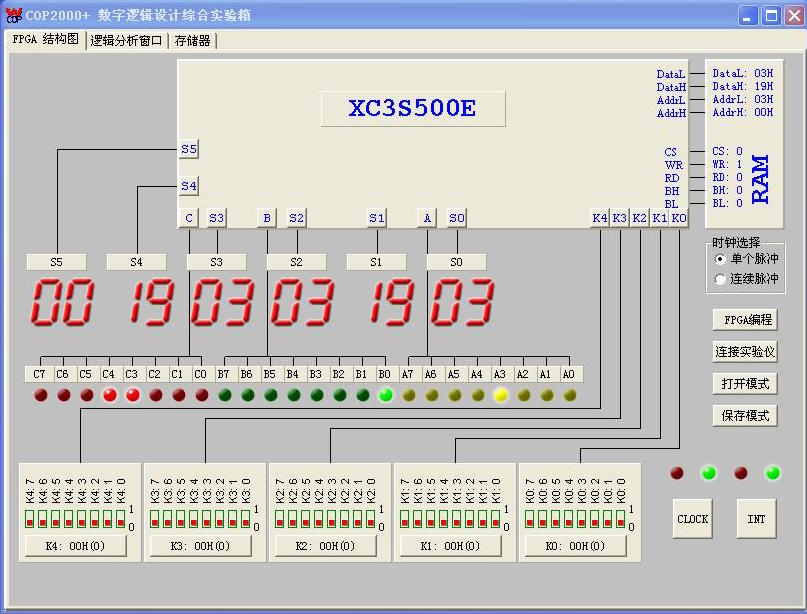 COP2000+ 数字逻辑设计综合实验箱
FPGA 结构图 逻辑分析窗口 存储器
XC3S500E
DataL DataL: 03H
DataH DataH: 19H
AddrL AddrL: 03H
AddrH AddrH: 00H
CS CS: 0
WR WR: 1
RD RD: 0
BH BH: 0
BL BL: 0
RAM
S5
S4
C S3 B S2 S1 A S0 K4 K3 K2 K1 K0
时钟选择
单个脉冲
连续脉冲
S5 S4 S3 S2 S1 S0
00 19 03 03 19 03
FPGA编程
连接实验仪
打开模式
保存模式
C7 C6 C5 C4 C3 C2 C1 C0 B7 B6 B5 B4 B3 B2 B1 B0 A7 A6 A5 A4 A3 A2 A1 A0
K4:7 K4:6 K4:5 K4:4 K4:3 K4:2 K4:1 K4:0
1
0
K4: 00H(0)
K3:7 K3:6 K3:5 K3:4 K3:3 K3:2 K3:1 K3:0
1
0
K3: 00H(0)
K2:7 K2:6 K2:5 K2:4 K2:3 K2:2 K2:1 K2:0
1
0
K2: 00H(0)
K1:7 K1:6 K1:5 K1:4 K1:3 K1:2 K1:1 K1:0
1
0
K1: 00H(0)
K0:7 K0:6 K0:5 K0:4 K0:3 K0:2 K0:1 K0:0
1
0
K0: 00H(0)
CLOCK INT